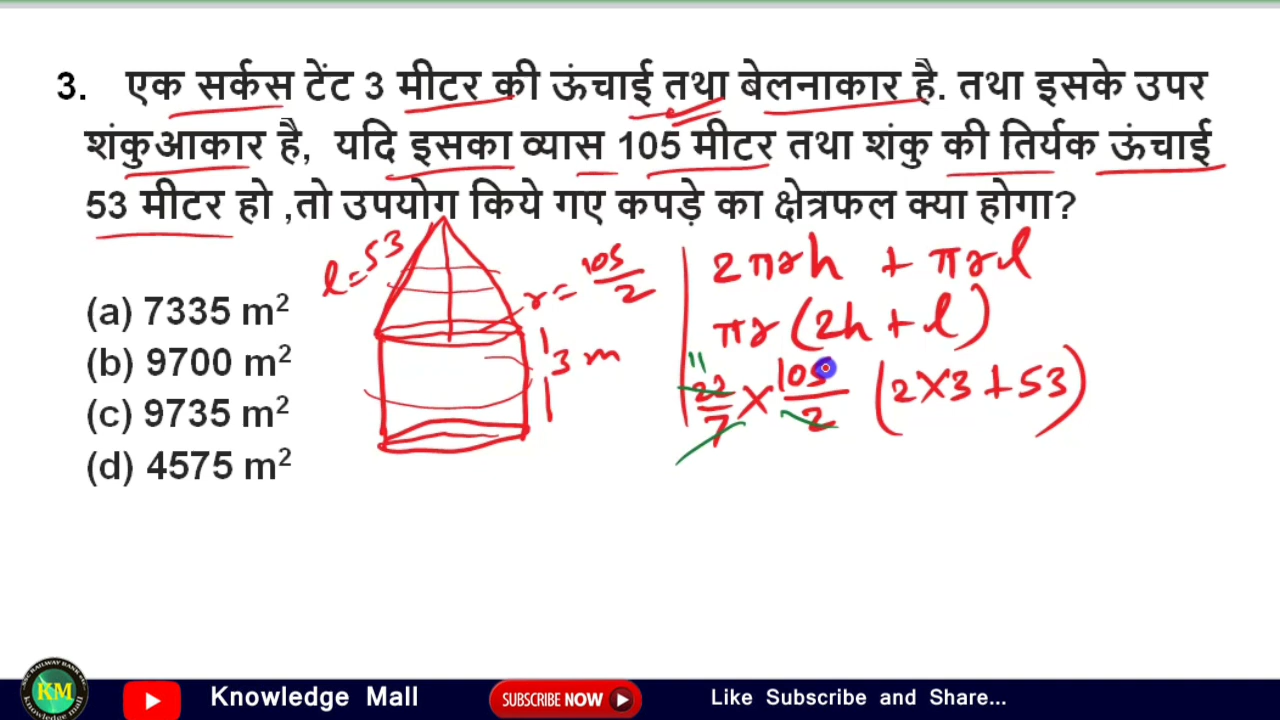 3. एक सर्कस टेंट 3 मीटर की ऊंचाई तथा बेलनाकार है. तथा इसके उपर
शंकुआकार है, यदि इसका व्यास 105 मीटर तथा शंकु की तिर्यक ऊंचाई
53 मीटर हो ,तो उपयोग किये गए कपड़े का क्षेत्रफल क्या होगा?
(a) 7335 m²
(b) 9700 m²
(c) 9735 m²
(d) 4575 m²
l = 53
r = 105/2
3 m
2πrh + πrl
πr (2h + l)
11
22/7 × 105/2 (2×3+53)
KM
Knowledge Mall
SUBSCRIBE NOW
Like Subscribe and Share...